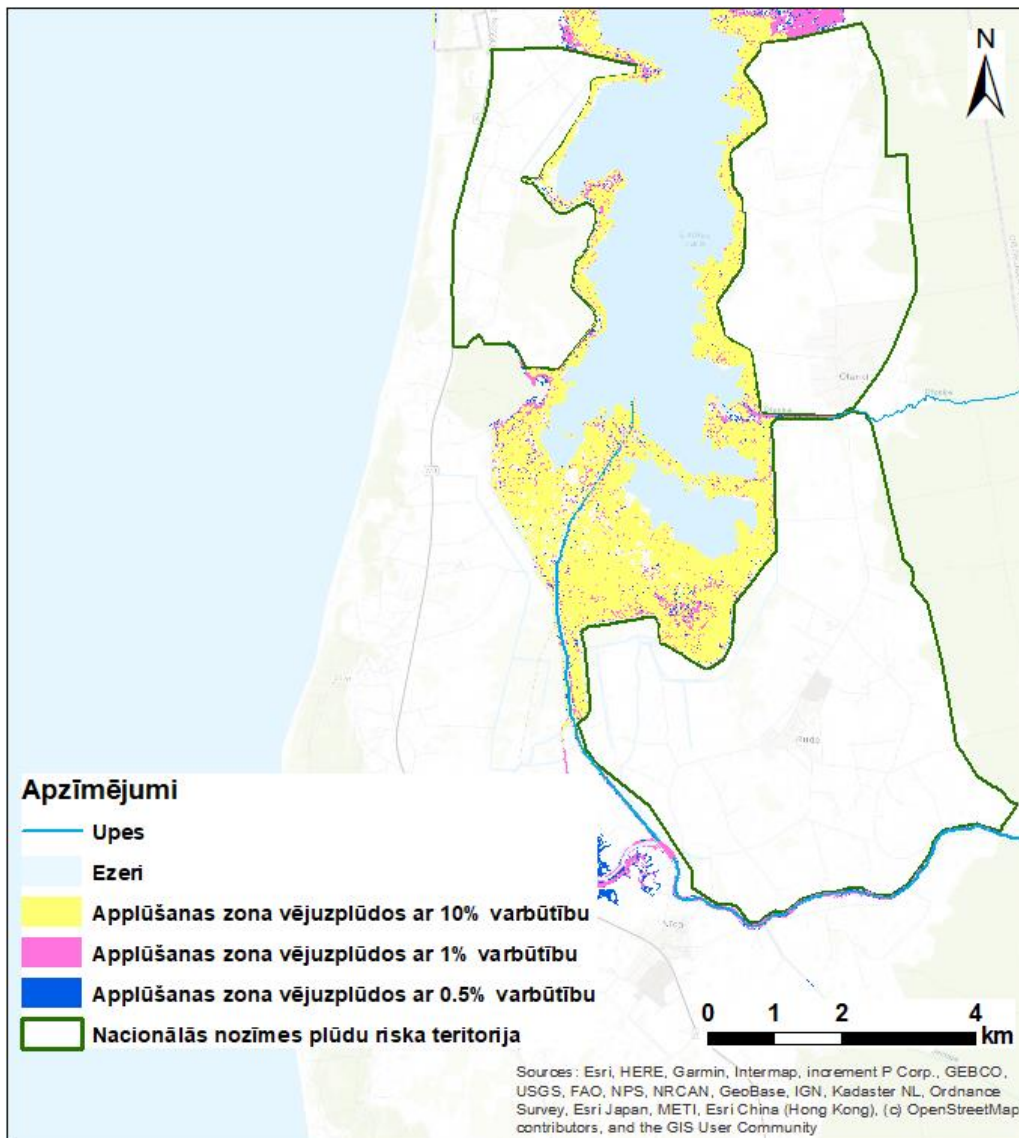 N
Otaņķi
Otaņķe
Rude
Apzīmējumi
Upes
Ezeri
Applūšanas zona vējuzplūdos ar 10% varbūtību
Applūšanas zona vējuzplūdos ar 1% varbūtību
Applūšanas zona vējuzplūdos ar 0.5% varbūtību
Nacionālās nozīmes plūdu riska teritorija
0 1 2 4
km
Sources: Esri, HERE, Garmin, Intermap, increment P Corp., GEBCO,
USGS, FAO, NPS, NRCAN, GeoBase, IGN, Kadaster NL, Ordnance
Survey, Esri Japan, METI, Esri China (Hong Kong), (c) OpenStreetMap
contributors, and the GIS User Community